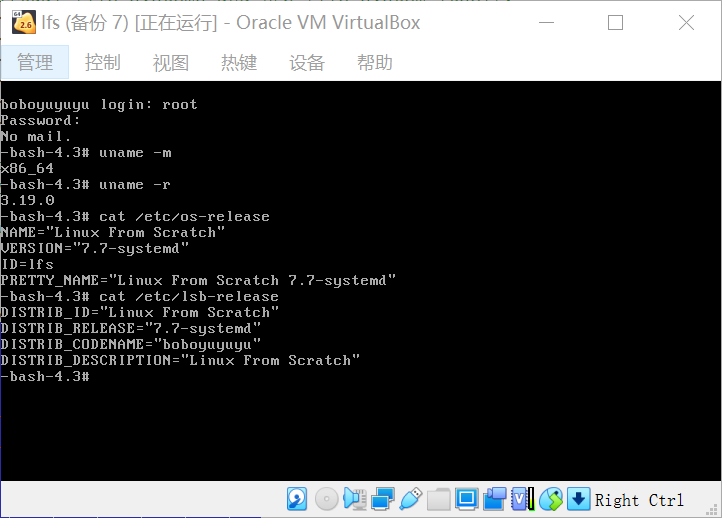 lfs (备份 7) [正在运行] - Oracle VM VirtualBox
管理 控制 视图 热键 设备 帮助
boboyuyuyu login: root
Password:
No mail.
-bash-4.3# uname -m
x86_64
-bash-4.3# uname -r
3.19.0
-bash-4.3# cat /etc/os-release
NAME="Linux From Scratch"
VERSION="7.7-systemd"
ID=lfs
PRETTY_NAME="Linux From Scratch 7.7-systemd"
-bash-4.3# cat /etc/lsb-release
DISTRIB_ID="Linux From Scratch"
DISTRIB_RELEASE="7.7-systemd"
DISTRIB_CODENAME="boboyuyuyu"
DISTRIB_DESCRIPTION="Linux From Scratch"
-bash-4.3#
Right Ctrl